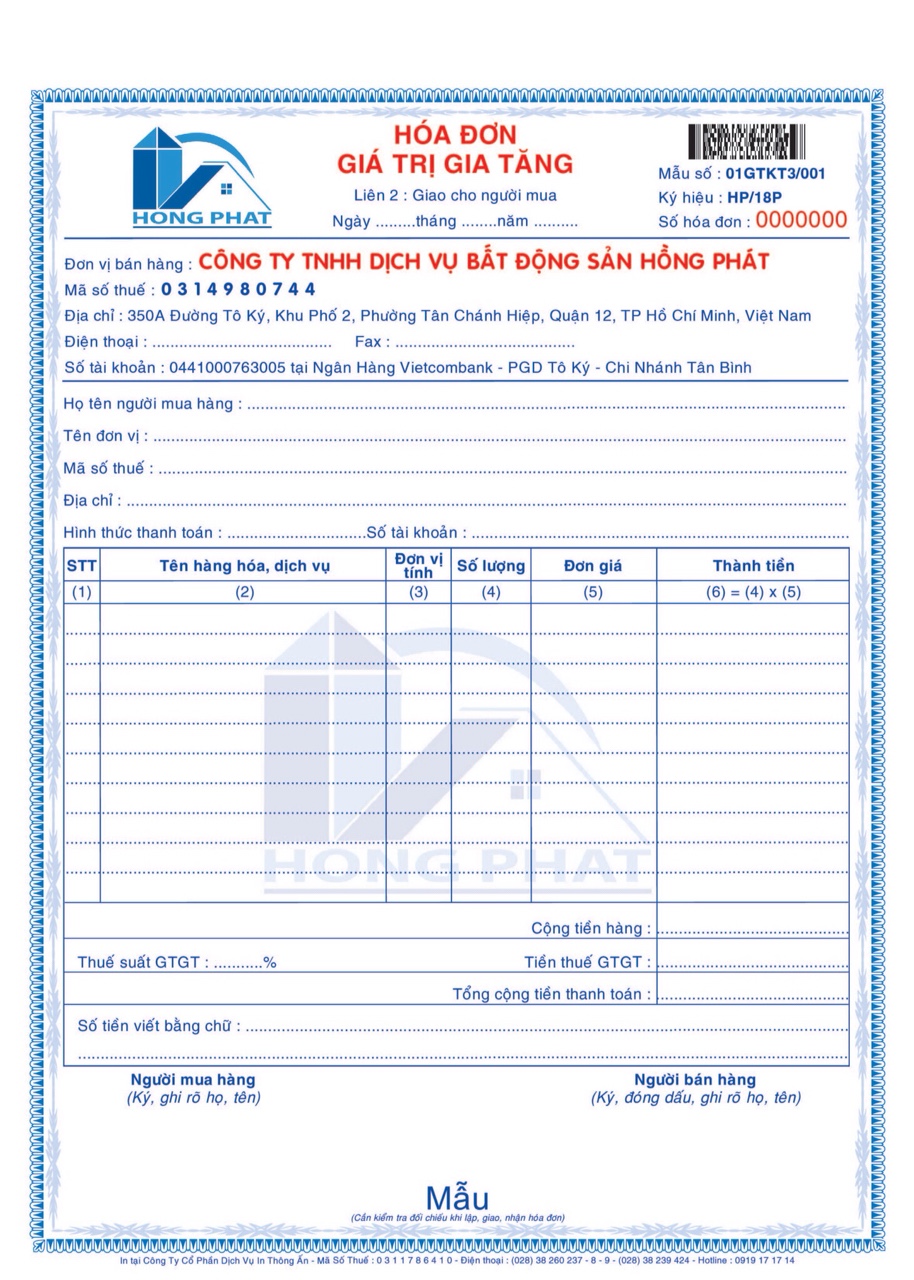 HÓA ĐƠN
GIÁ TRỊ GIA TĂNG
Liên 2 : Giao cho người mua
Ngày .........tháng ........năm ..........
HONG PHAT
Mẫu số : 01GTKT3/001
Ký hiệu : HP/18P
Số hóa đơn : 0000000
Đơn vị bán hàng : CÔNG TY TNHH DỊCH VỤ BẤT ĐỘNG SẢN HỒNG PHÁT
Mã số thuế : 0 3 1 4 9 8 0 7 4 4
Địa chỉ : 350A Đường Tô Ký, Khu Phố 2, Phường Tân Chánh Hiệp, Quận 12, TP Hồ Chí Minh, Việt Nam
Điện thoại : .................................. Fax : ..................................
Số tài khoản : 0441000763005 tại Ngân Hàng Vietcombank - PGD Tô Ký - Chi Nhánh Tân Bình
Họ tên người mua hàng : ..................................
Tên đơn vị : ..................................
Mã số thuế : ..................................
Địa chỉ : ..................................
Hình thức thanh toán : ...........................Số tài khoản : ..................................
STT Tên hàng hóa, dịch vụ Đơn vị tính Số lượng Đơn giá Thành tiền
(1) (2) (3) (4) (5) (6) = (4) x (5)
HONG PHAT
Cộng tiền hàng : ..................................
Thuế suất GTGT : ..........% Tiền thuế GTGT : ..................................
Tổng cộng tiền thanh toán : ..................................
Số tiền viết bằng chữ : ..................................
Người mua hàng Người bán hàng
(Ký, ghi rõ họ, tên) (Ký, đóng dấu, ghi rõ họ, tên)
Mẫu
(Cần kiểm tra đối chiếu khi lập, giao, nhận hóa đơn)
In tại Công Ty Cổ Phần Dịch Vụ In Thông Ấn - Mã Số Thuế : 0 3 1 1 7 8 6 4 1 0 - Điện thoại : (028) 38 260 237 - 8 - 9 - (028) 38 239 424 - Hotline : 0919 17 17 14